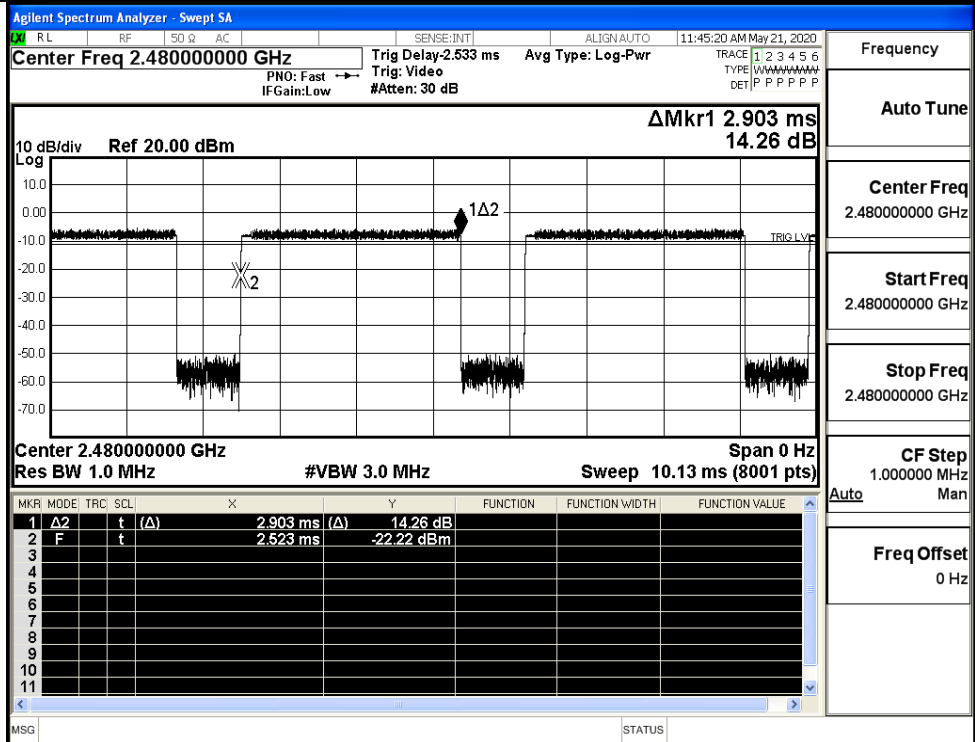 Agilent Spectrum Analyzer - Swept SA
LXI RL RF 50 Ω AC SENSE:INT ALIGN AUTO 11:45:20 AM May 21, 2020
Center Freq 2.480000000 GHz
PNO: Fast
IFGain:Low
Trig Delay-2.533 ms
Trig: Video
#Atten: 30 dB
Avg Type: Log-Pwr
TRACE 1 2 3 4 5 6
TYPE WWWWWW
DET P P P P P P
ΔMkr1 2.903 ms
14.26 dB
10 dB/div Ref 20.00 dBm
Log
10.0
0.00
-10.0
-20.0
-30.0
-40.0
-50.0
-60.0
-70.0
1Δ2
TRIG LVL
2
Center 2.480000000 GHz Span 0 Hz
Res BW 1.0 MHz #VBW 3.0 MHz Sweep 10.13 ms (8001 pts)
MKR MODE TRC SCL X Y FUNCTION FUNCTION WIDTH FUNCTION VALUE
1 Δ2 t (Δ) 2.903 ms (Δ) 14.26 dB
2 F t 2.523 ms -22.22 dBm
3
4
5
6
7
8
9
10
11
MSG STATUS
Frequency
Auto Tune
Center Freq
2.480000000 GHz
Start Freq
2.480000000 GHz
Stop Freq
2.480000000 GHz
CF Step
1.000000 MHz
Auto Man
Freq Offset
0 Hz